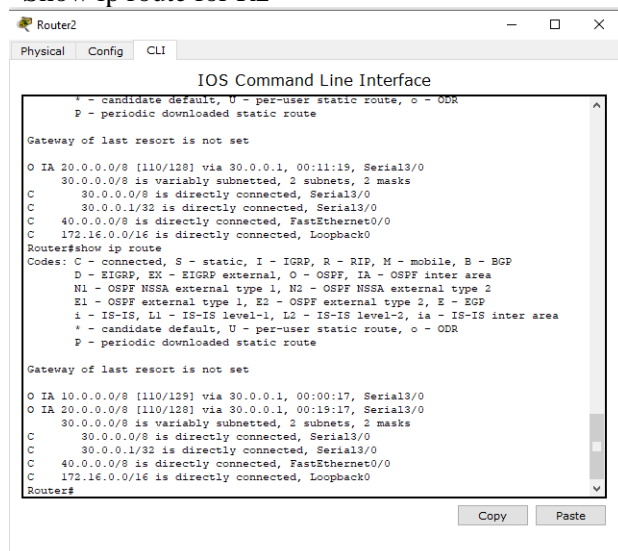 Show ip route for R2
Router2
Physical Config CLI
IOS Command Line Interface
* - candidate default, U - per-user static route, o - ODR
P - periodic downloaded static route
Gateway of last resort is not set
O IA 20.0.0.0/8 [110/128] via 30.0.0.1, 00:11:19, Serial3/0
30.0.0.0/8 is variably subnetted, 2 subnets, 2 masks
C 30.0.0.0/8 is directly connected, Serial3/0
C 30.0.0.1/32 is directly connected, Serial3/0
C 40.0.0.0/8 is directly connected, FastEthernet0/0
C 172.16.0.0/16 is directly connected, Loopback0
Router#show ip route
Codes: C - connected, S - static, I - IGRP, R - RIP, M - mobile, B - BGP
D - EIGRP, EX - EIGRP external, O - OSPF, IA - OSPF inter area
N1 - OSPF NSSA external type 1, N2 - OSPF NSSA external type 2
E1 - OSPF external type 1, E2 - OSPF external type 2, E - EGP
i - IS-IS, L1 - IS-IS level-1, L2 - IS-IS level-2, ia - IS-IS inter area
* - candidate default, U - per-user static route, o - ODR
P - periodic downloaded static route
Gateway of last resort is not set
O IA 10.0.0.0/8 [110/129] via 30.0.0.1, 00:00:17, Serial3/0
O IA 20.0.0.0/8 [110/128] via 30.0.0.1, 00:19:17, Serial3/0
30.0.0.0/8 is variably subnetted, 2 subnets, 2 masks
C 30.0.0.0/8 is directly connected, Serial3/0
C 30.0.0.1/32 is directly connected, Serial3/0
C 40.0.0.0/8 is directly connected, FastEthernet0/0
C 172.16.0.0/16 is directly connected, Loopback0
Router#
Copy Paste